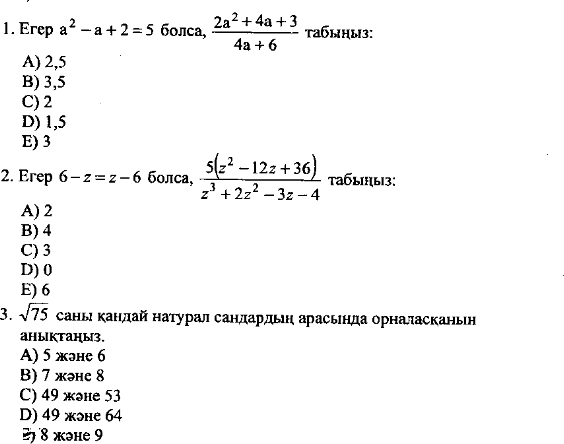 1. Егер a² − a + 2 = 5 болса, (2a² + 4a + 3)/(4a + 6) табыңыз:
A) 2,5
B) 3,5
C) 2
D) 1,5
E) 3
2. Егер 6 − z = z − 6 болса, 5(z² − 12z + 36)/(z³ + 2z² − 3z − 4) табыңыз:
A) 2
B) 4
C) 3
D) 0
E) 6
3. √75 саны қандай натурал сандардың арасында орналасқанын
анықтаңыз.
A) 5 және 6
B) 7 және 8
C) 49 және 53
D) 49 және 64
8 және 9